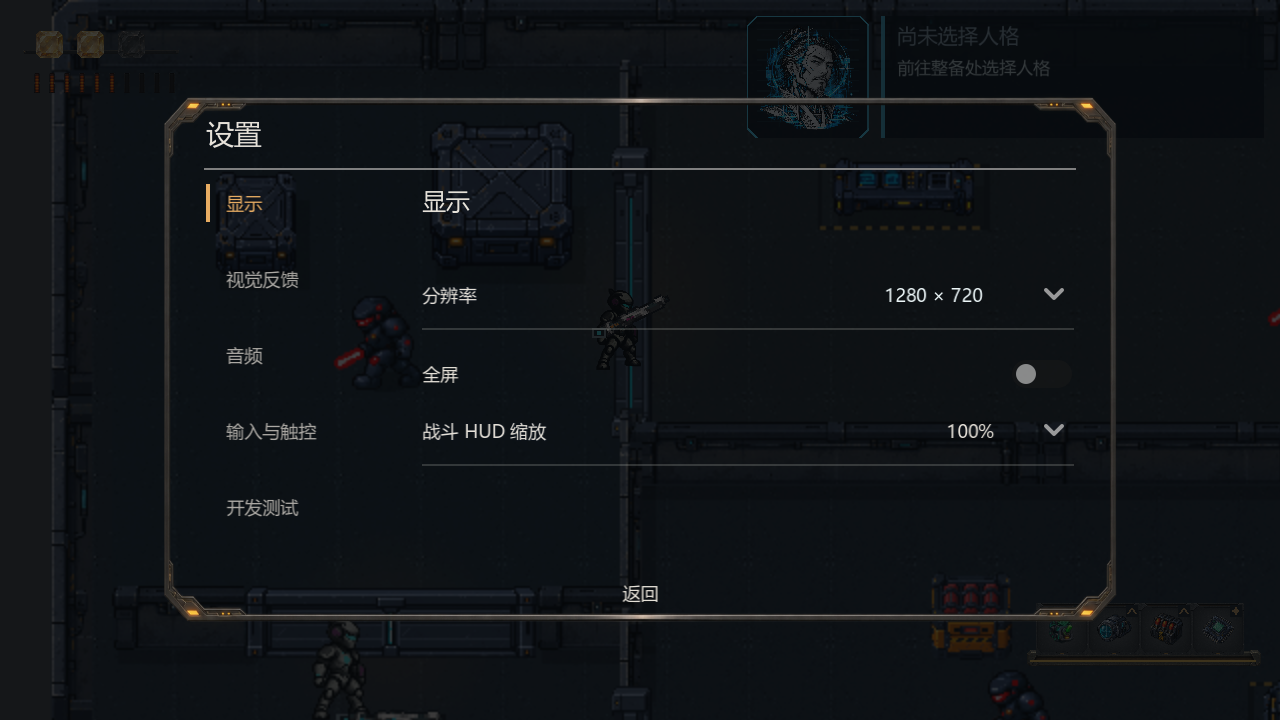 尚未选择人格
前往整备处选择人格
设置
显示
视觉反馈
音频
输入与触控
开发测试
显示
分辨率 1280 × 720
全屏
战斗 HUD 缩放 100%
返回